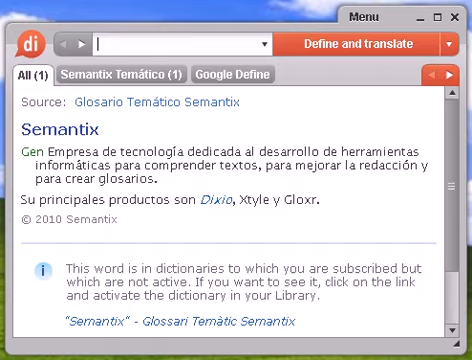 Menu
di
Define and translate
All (1)
Semantix Temático (1)
Google Define
Source: Glosario Temático Semantix
Semantix
Gen Empresa de tecnología dedicada al desarrollo de herramientas
informáticas para comprender textos, para mejorar la redacción y
para crear glosarios.
Su principales productos son Dixio, Xtyle y Gloxr.
© 2010 Semantix
i
This word is in dictionaries to which you are subscribed but
which are not active. If you want to see it, click on the link
and activate the dictionary in your Library.
"Semantix" - Glossari Temàtic Semantix